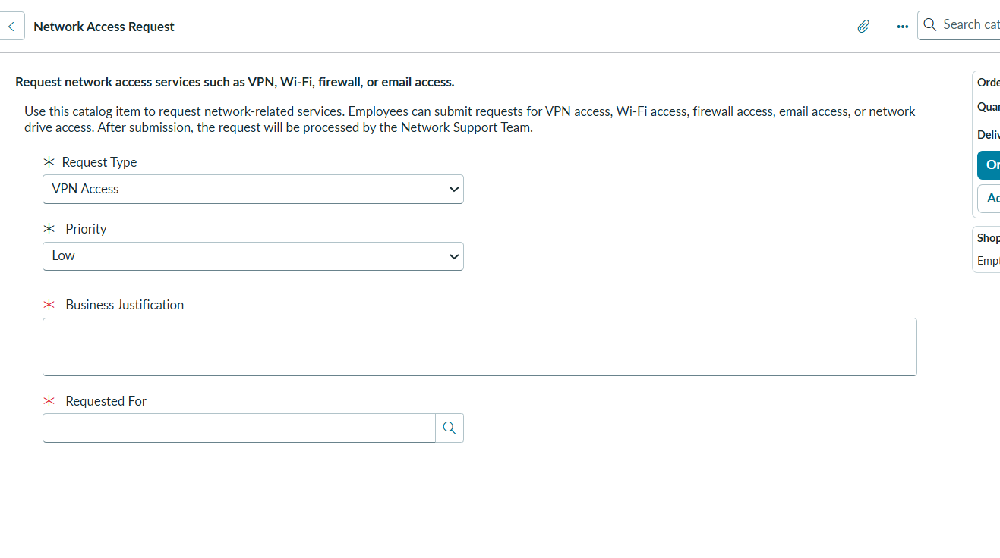 Network Access Request
Search cat
Request network access services such as VPN, Wi-Fi, firewall, or email access.
Use this catalog item to request network-related services. Employees can submit requests for VPN access, Wi-Fi access, firewall access, email access, or network
drive access. After submission, the request will be processed by the Network Support Team.
* Request Type
VPN Access
* Priority
Low
* Business Justification
* Requested For
Orde
Quan
Deliv
Or
Ad
Shop
Empt